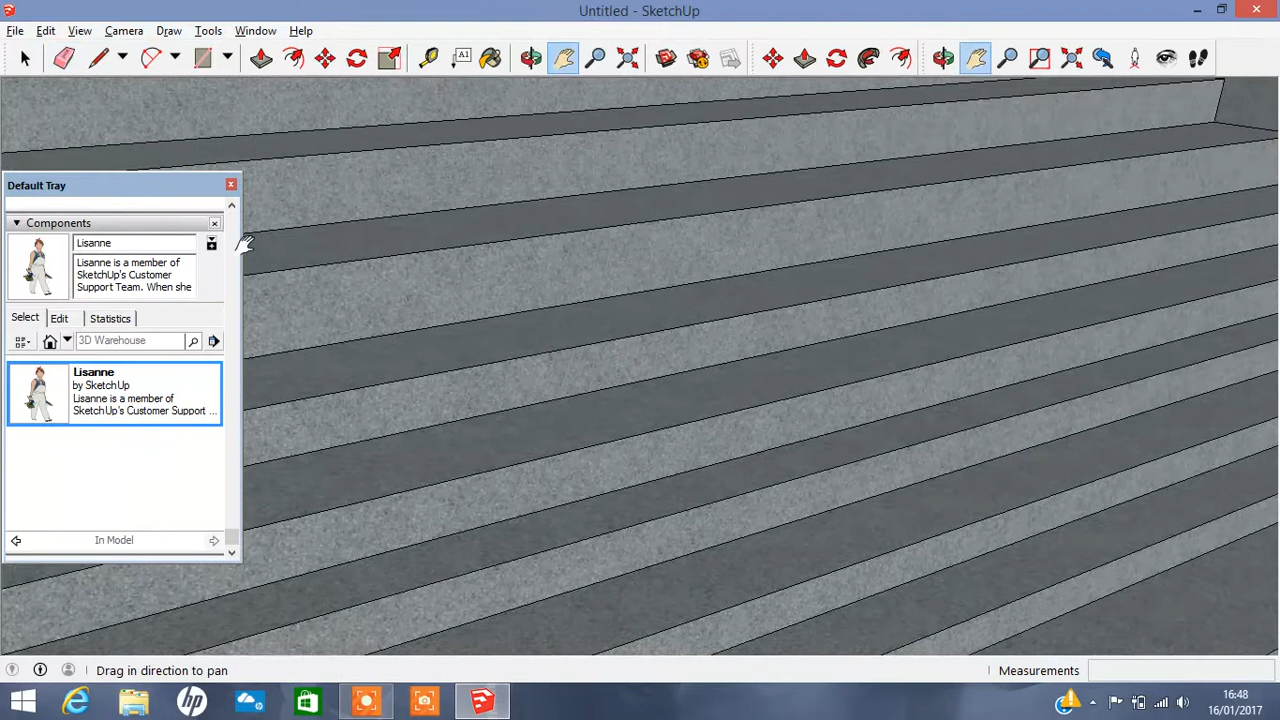 Untitled - SketchUp
File Edit View Camera Draw Tools Window Help
A1
Default Tray
Components
Lisanne
Lisanne is a member of
SketchUp's Customer
Support Team. When she
Select Edit Statistics
3D Warehouse
Lisanne
by SketchUp
Lisanne is a member of
SketchUp's Customer Support ...
In Model
Drag in direction to pan
Measurements
hp
16:48
16/01/2017